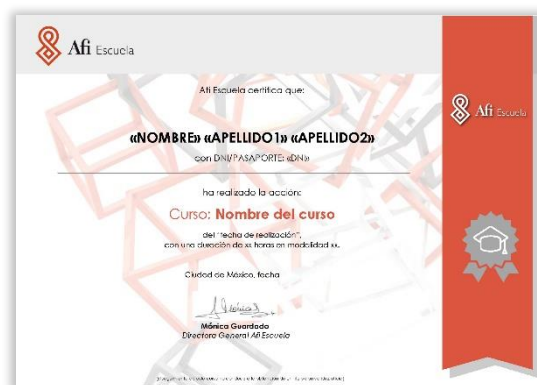 Afi Escuela
Afi Escuela certifica que:
Afi Escuela
«NOMBRE» «APELLIDO1» «APELLIDO2»
con DNI/PASAPORTE: «DNI»
ha realizado la acción:
Curso: Nombre del curso
del "fecha de realización",
con una duración de xx horas en modalidad xx.
Ciudad de México, fecha
Mónica Guardado
Directora General Afi Escuela